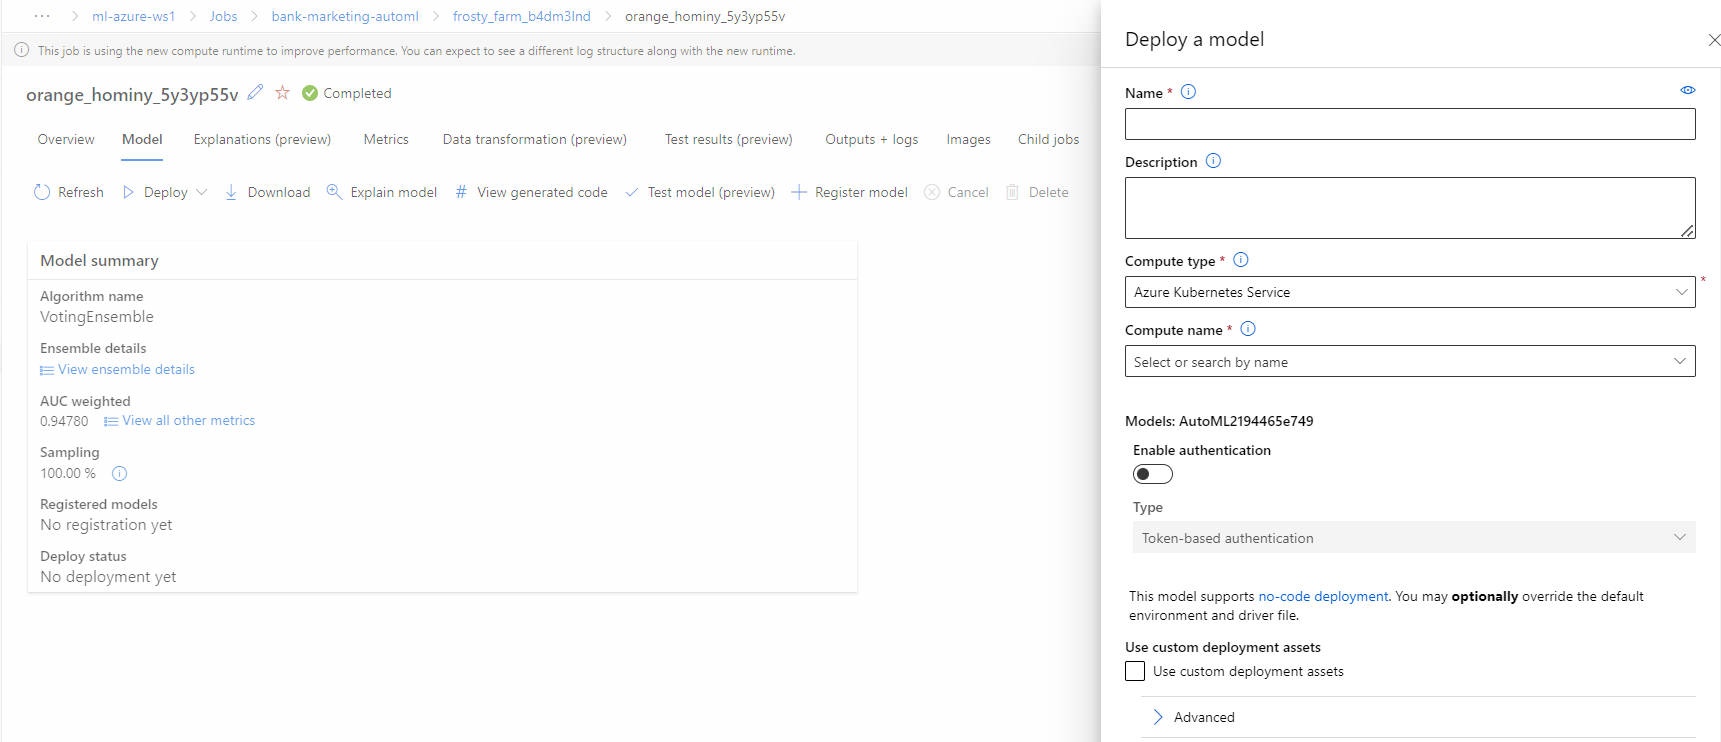 ··· > ml-azure-ws1 > Jobs > bank-marketing-automl > frosty_farm_b4dm3lnd > orange_hominy_5y3yp55v
This job is using the new compute runtime to improve performance. You can expect to see a different log structure along with the new runtime.
orange_hominy_5y3yp55v Completed
Overview Model Explanations (preview) Metrics Data transformation (preview) Test results (preview) Outputs + logs Images Child jobs
Refresh Deploy Download Explain model # View generated code Test model (preview) Register model Cancel Delete
Model summary
Algorithm name
VotingEnsemble
Ensemble details
View ensemble details
AUC weighted
0.94780 View all other metrics
Sampling
100.00 %
Registered models
No registration yet
Deploy status
No deployment yet
Deploy a model
Name *
Description
Compute type *
Azure Kubernetes Service *
Compute name *
Select or search by name
Models: AutoML2194465e749
Enable authentication
Type
Token-based authentication
This model supports no-code deployment. You may optionally override the default
environment and driver file.
Use custom deployment assets
Use custom deployment assets
Advanced